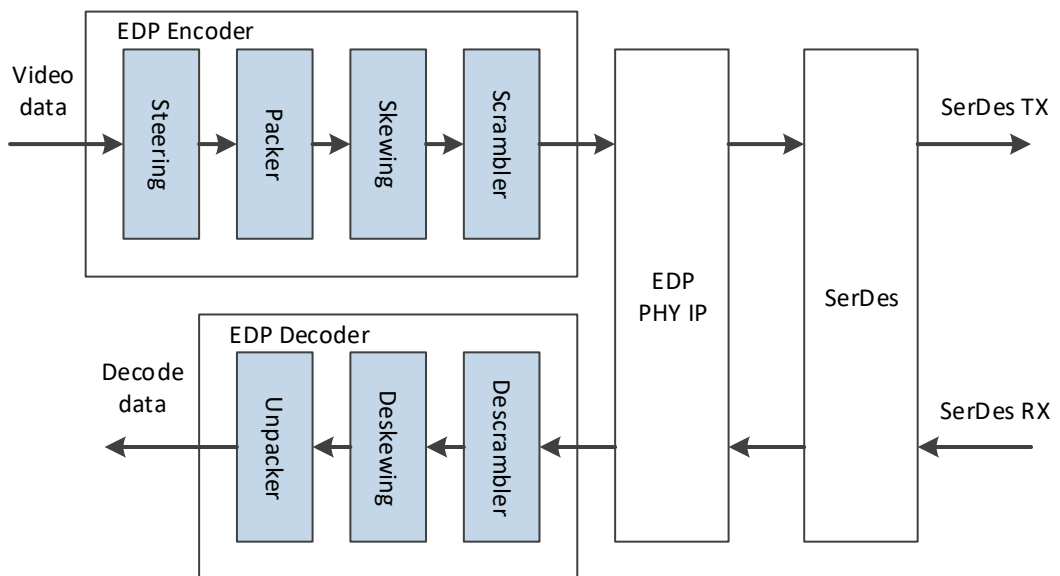 EDP Encoder
Video
data
Steering
Packer
Skewing
Scrambler
SerDes TX
EDP
PHY IP
SerDes
EDP Decoder
Decode
data
Unpacker
Deskewing
Descrambler
SerDes RX